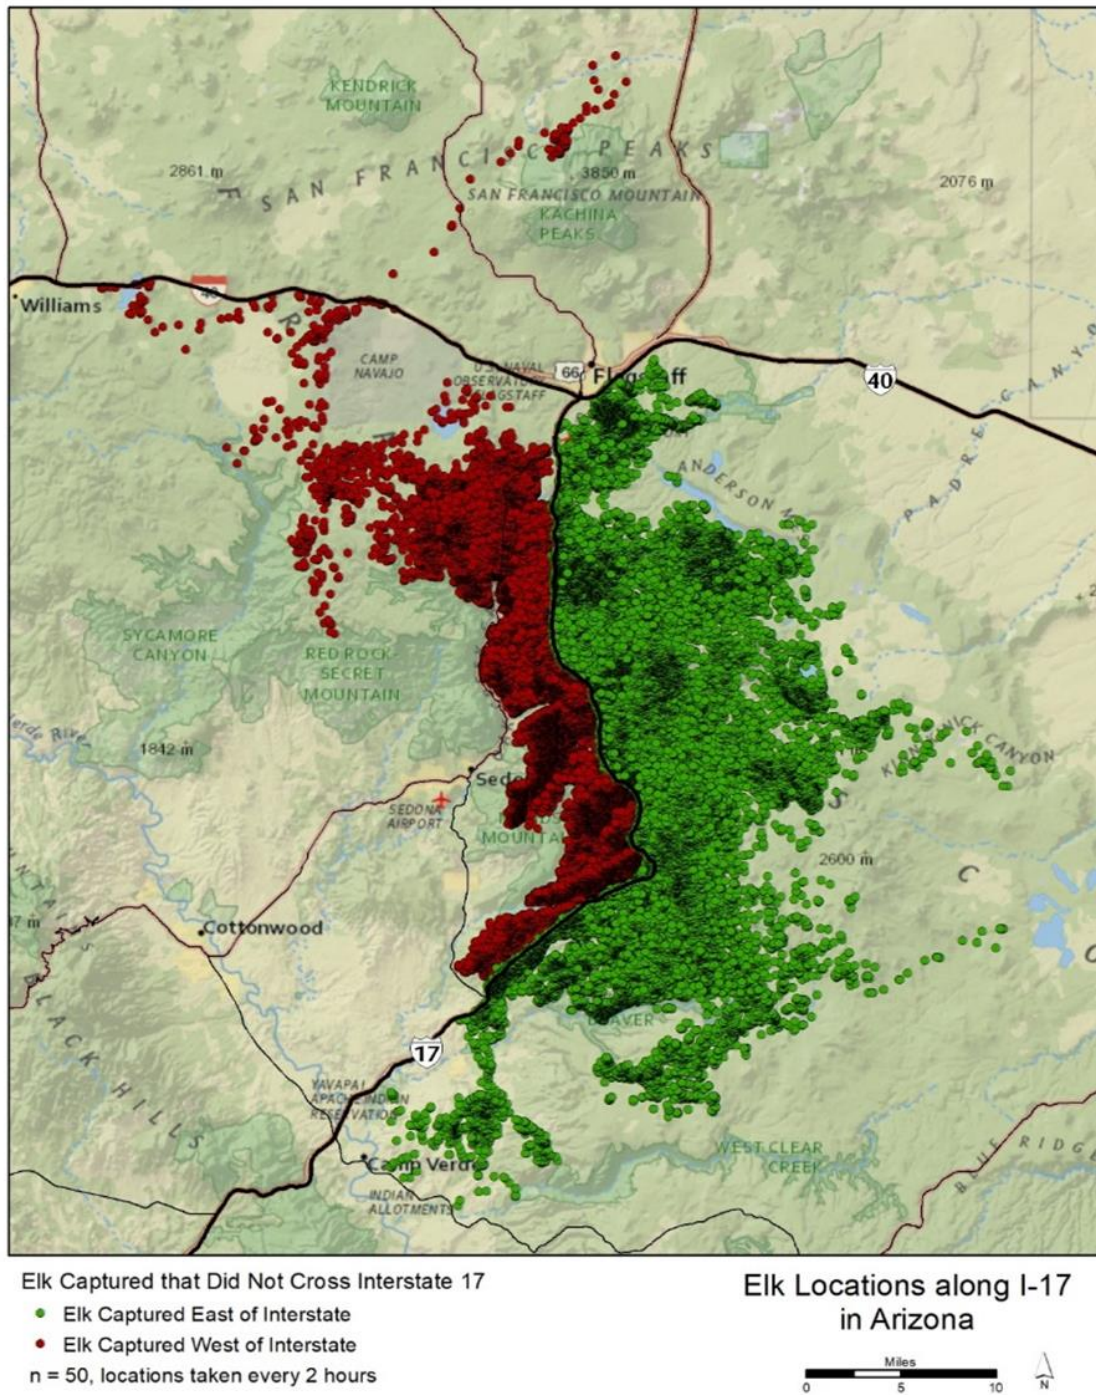 KENDRICK
MOUNTAIN
2861 m
SAN FRANCISCO PEAKS
3850 m
SAN FRANCISCO MOUNTAIN
2076 m
KACHINA
PEAKS
Williams
40
CAMP
NAVAJO
U.S. NAVAL
OBSERVATORY
FLAGSTAFF
66
Flagstaff
40
PADRE CANYO
ANDERSON
SYCAMORE
CANYON
RED ROCK-
SECRET
MOUNTAIN
1842 m
KINNIKINICK CANYON
Sedo
SEDONA
AIRPORT
MOUNTAI
2600 m
S
C
Cottonwood
BLACK HILLS
17
YAVAPAI
APACHE INDIAN
RESERVATION
WEST CLEAR
CREEK
BLUE RIDGE
Camp Verde
INDIAN
ALLOTMENTS
Elk Captured that Did Not Cross Interstate 17
Elk Captured East of Interstate
Elk Captured West of Interstate
n = 50, locations taken every 2 hours
Elk Locations along I-17
in Arizona
Miles
0 5 10
N